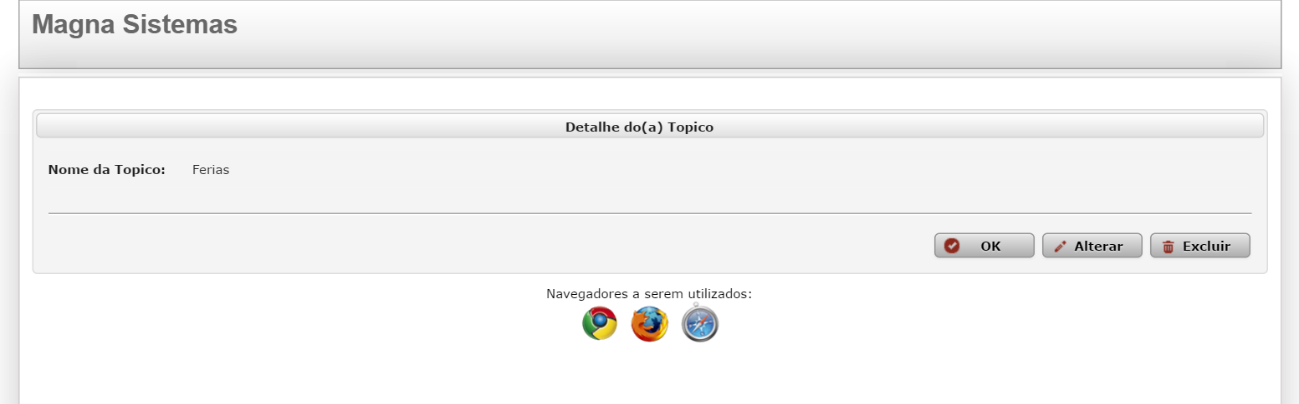 Magna Sistemas
Detalhe do(a) Topico
Nome da Topico: Ferias
OK Alterar Excluir
Navegadores a serem utilizados: